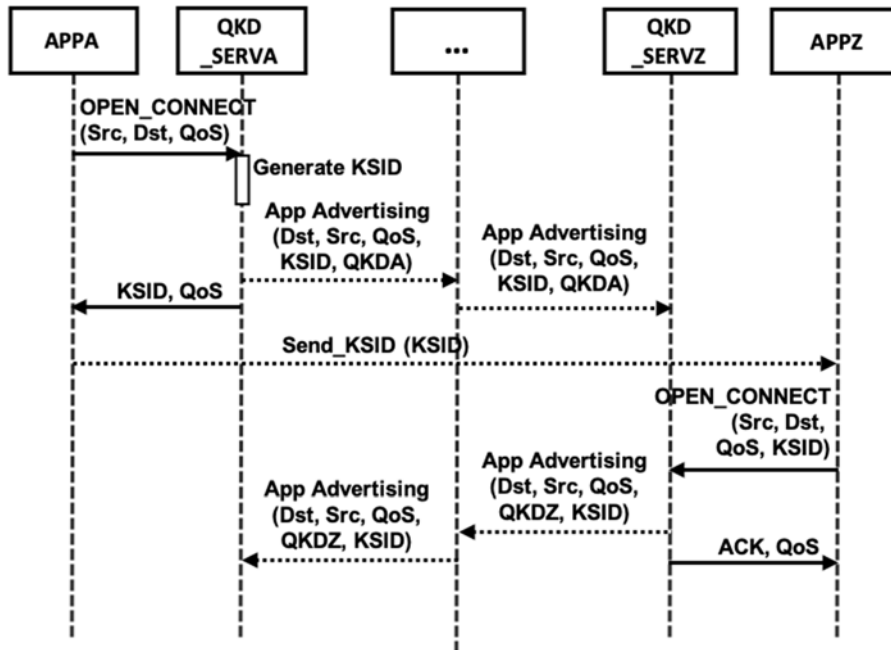 APPA
QKD
_SERVA
...
QKD
_SERVZ
APPZ
OPEN_CONNECT
(Src, Dst, QoS)
Generate KSID
App Advertising
(Dst, Src, QoS,
KSID, QKDA)
App Advertising
(Dst, Src, QoS,
KSID, QKDA)
KSID, QoS
Send_KSID (KSID)
OPEN_CONNECT
(Src, Dst,
QoS, KSID)
App Advertising
(Dst, Src, QoS,
QKDZ, KSID)
App Advertising
(Dst, Src, QoS,
QKDZ, KSID)
ACK, QoS